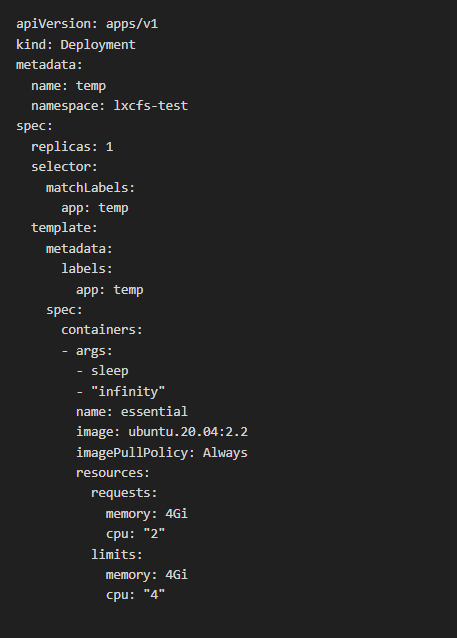 apiVersion: apps/v1
kind: Deployment
metadata:
  name: temp
  namespace: lxcfs-test
spec:
  replicas: 1
  selector:
    matchLabels:
      app: temp
  template:
    metadata:
      labels:
        app: temp
    spec:
      containers:
      - args:
        - sleep
        - "infinity"
        name: essential
        image: ubuntu.20.04:2.2
        imagePullPolicy: Always
        resources:
          requests:
            memory: 4Gi
            cpu: "2"
          limits:
            memory: 4Gi
            cpu: "4"